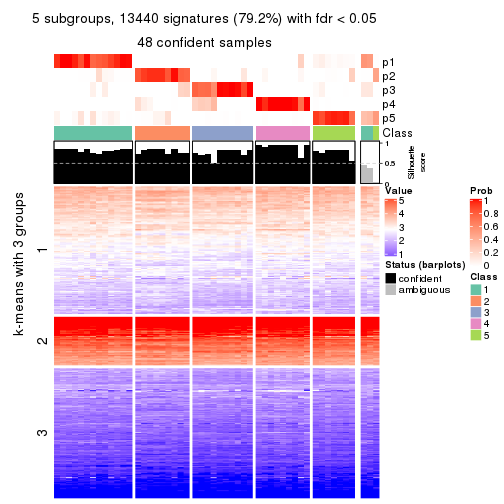 5 subgroups, 13440 signatures (79.2%) with fdr < 0.05
48 confident samples
p1
p2
p3
p4
p5
Class
1
0.5
0
Silhouette
score
k-means with 3 groups
1
2
3
Value
5
4
3
2
1
Status (barplots)
confident
ambiguous
Prob
1
0.8
0.6
0.4
0.2
0
Class
1
2
3
4
5